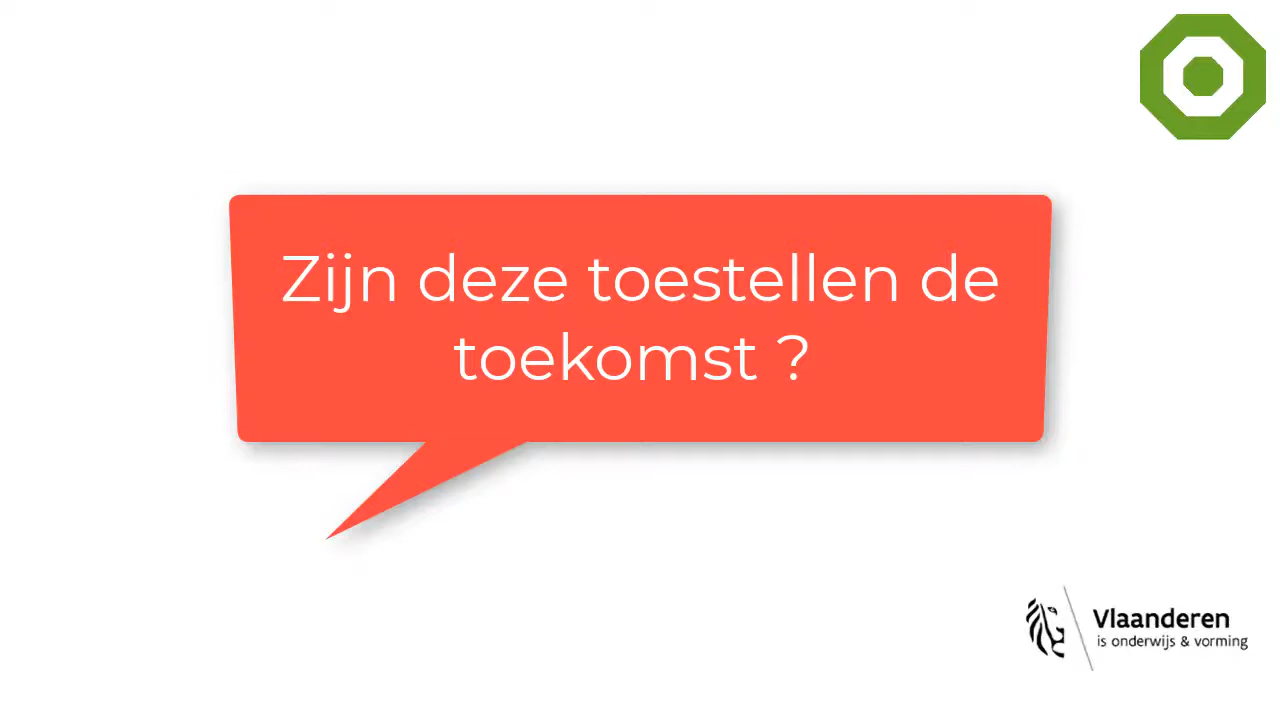 Zijn deze toestellen de
toekomst ?
Vlaanderen
is onderwijs & vorming